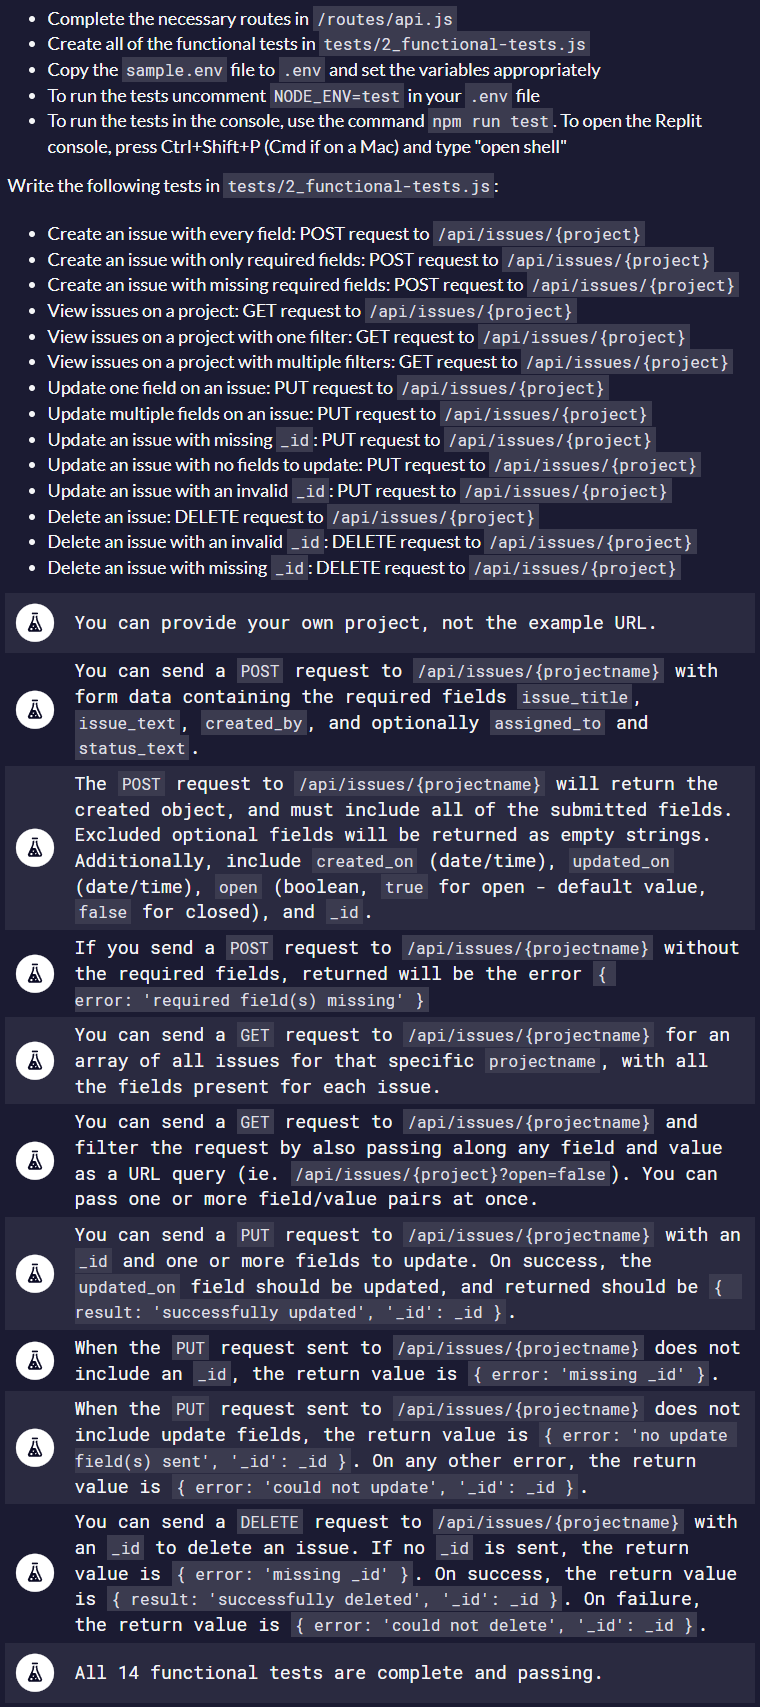 Complete the necessary routes in /routes/api.js
Create all of the functional tests in tests/2_functional-tests.js
Copy the sample.env file to .env and set the variables appropriately
To run the tests uncomment NODE_ENV=test in your .env file
To run the tests in the console, use the command npm run test. To open the Replit
console, press Ctrl+Shift+P (Cmd if on a Mac) and type "open shell"
Write the following tests in tests/2_functional-tests.js:
Create an issue with every field: POST request to /api/issues/{project}
Create an issue with only required fields: POST request to /api/issues/{project}
Create an issue with missing required fields: POST request to /api/issues/{project}
View issues on a project: GET request to /api/issues/{project}
View issues on a project with one filter: GET request to /api/issues/{project}
View issues on a project with multiple filters: GET request to /api/issues/{project}
Update one field on an issue: PUT request to /api/issues/{project}
Update multiple fields on an issue: PUT request to /api/issues/{project}
Update an issue with missing _id: PUT request to /api/issues/{project}
Update an issue with no fields to update: PUT request to /api/issues/{project}
Update an issue with an invalid _id: PUT request to /api/issues/{project}
Delete an issue: DELETE request to /api/issues/{project}
Delete an issue with an invalid _id: DELETE request to /api/issues/{project}
Delete an issue with missing _id: DELETE request to /api/issues/{project}
You can provide your own project, not the example URL.
You can send a POST request to /api/issues/{projectname} with
form data containing the required fields issue_title,
issue_text, created_by, and optionally assigned_to and
status_text.
The POST request to /api/issues/{projectname} will return the
created object, and must include all of the submitted fields.
Excluded optional fields will be returned as empty strings.
Additionally, include created_on (date/time), updated_on
(date/time), open (boolean, true for open - default value,
false for closed), and _id.
If you send a POST request to /api/issues/{projectname} without
the required fields, returned will be the error {
error: 'required field(s) missing' }
You can send a GET request to /api/issues/{projectname} for an
array of all issues for that specific projectname, with all
the fields present for each issue.
You can send a GET request to /api/issues/{projectname} and
filter the request by also passing along any field and value
as a URL query (ie. /api/issues/{project}?open=false). You can
pass one or more field/value pairs at once.
You can send a PUT request to /api/issues/{projectname} with an
_id and one or more fields to update. On success, the
updated_on field should be updated, and returned should be {
result: 'successfully updated', '_id': _id }.
When the PUT request sent to /api/issues/{projectname} does not
include an _id, the return value is { error: 'missing _id' }.
When the PUT request sent to /api/issues/{projectname} does not
include update fields, the return value is { error: 'no update
field(s) sent', '_id': _id }. On any other error, the return
value is { error: 'could not update', '_id': _id }.
You can send a DELETE request to /api/issues/{projectname} with
an _id to delete an issue. If no _id is sent, the return
value is { error: 'missing _id' }. On success, the return value
is { result: 'successfully deleted', '_id': _id }. On failure,
the return value is { error: 'could not delete', '_id': _id }.
All 14 functional tests are complete and passing.